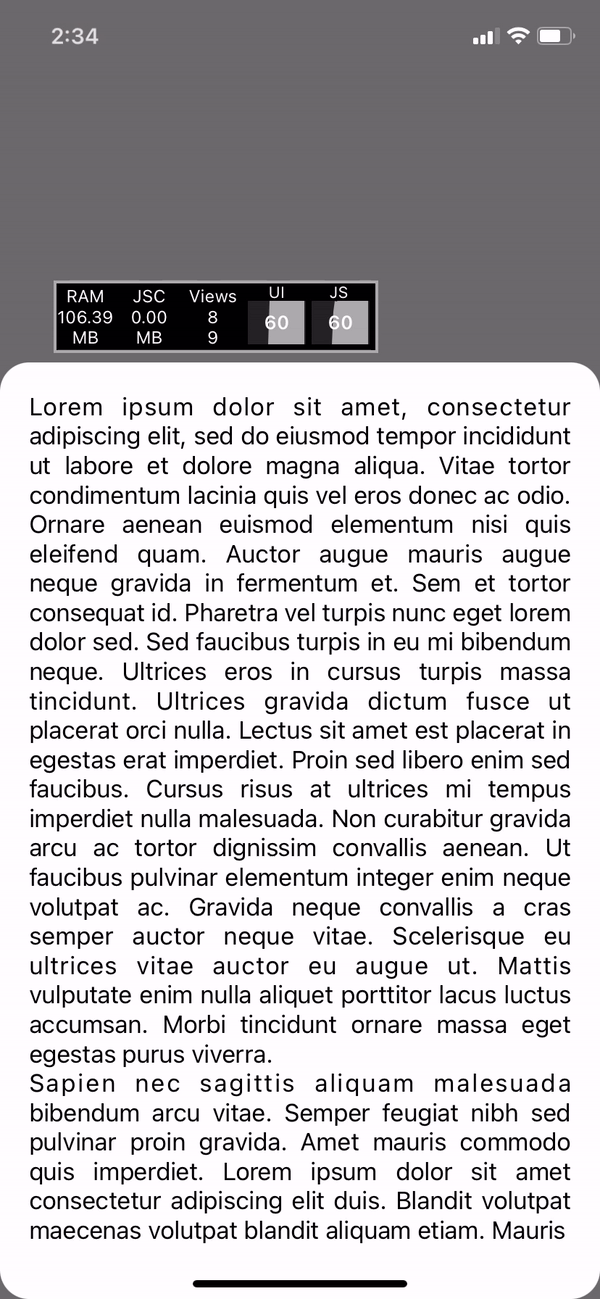 2:34
RAM JSC Views UI JS
106.39 0.00 8 60 60
MB MB 9
Lorem ipsum dolor sit amet, consectetur
adipiscing elit, sed do eiusmod tempor incididunt
ut labore et dolore magna aliqua. Vitae tortor
condimentum lacinia quis vel eros donec ac odio.
Ornare aenean euismod elementum nisi quis
eleifend quam. Auctor augue mauris augue
neque gravida in fermentum et. Sem et tortor
consequat id. Pharetra vel turpis nunc eget lorem
dolor sed. Sed faucibus turpis in eu mi bibendum
neque. Ultrices eros in cursus turpis massa
tincidunt. Ultrices gravida dictum fusce ut
placerat orci nulla. Lectus sit amet est placerat in
egestas erat imperdiet. Proin sed libero enim sed
faucibus. Cursus risus at ultrices mi tempus
imperdiet nulla malesuada. Non curabitur gravida
arcu ac tortor dignissim convallis aenean. Ut
faucibus pulvinar elementum integer enim neque
volutpat ac. Gravida neque convallis a cras
semper auctor neque vitae. Scelerisque eu
ultrices vitae auctor eu augue ut. Mattis
vulputate enim nulla aliquet porttitor lacus luctus
accumsan. Morbi tincidunt ornare massa eget
egestas purus viverra.
Sapien nec sagittis aliquam malesuada
bibendum arcu vitae. Semper feugiat nibh sed
pulvinar proin gravida. Amet mauris commodo
quis imperdiet. Lorem ipsum dolor sit amet
consectetur adipiscing elit duis. Blandit volutpat
maecenas volutpat blandit aliquam etiam. Mauris